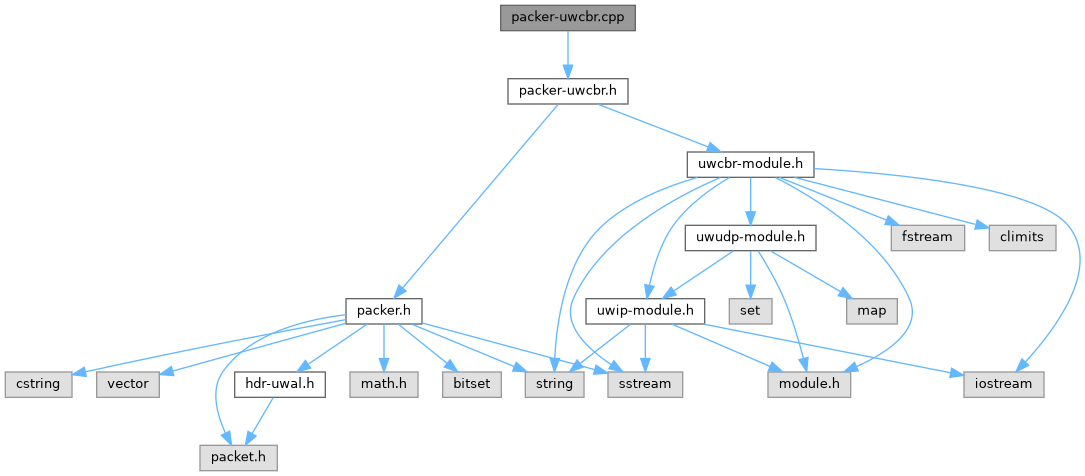 packer-uwcbr.cpp
packer-uwcbr.h
uwcbr-module.h
uwudp-module.h
fstream
climits
packer.h
uwip-module.h
set
map
cstring
vector
hdr-uwal.h
math.h
bitset
string
sstream
module.h
iostream
packet.h